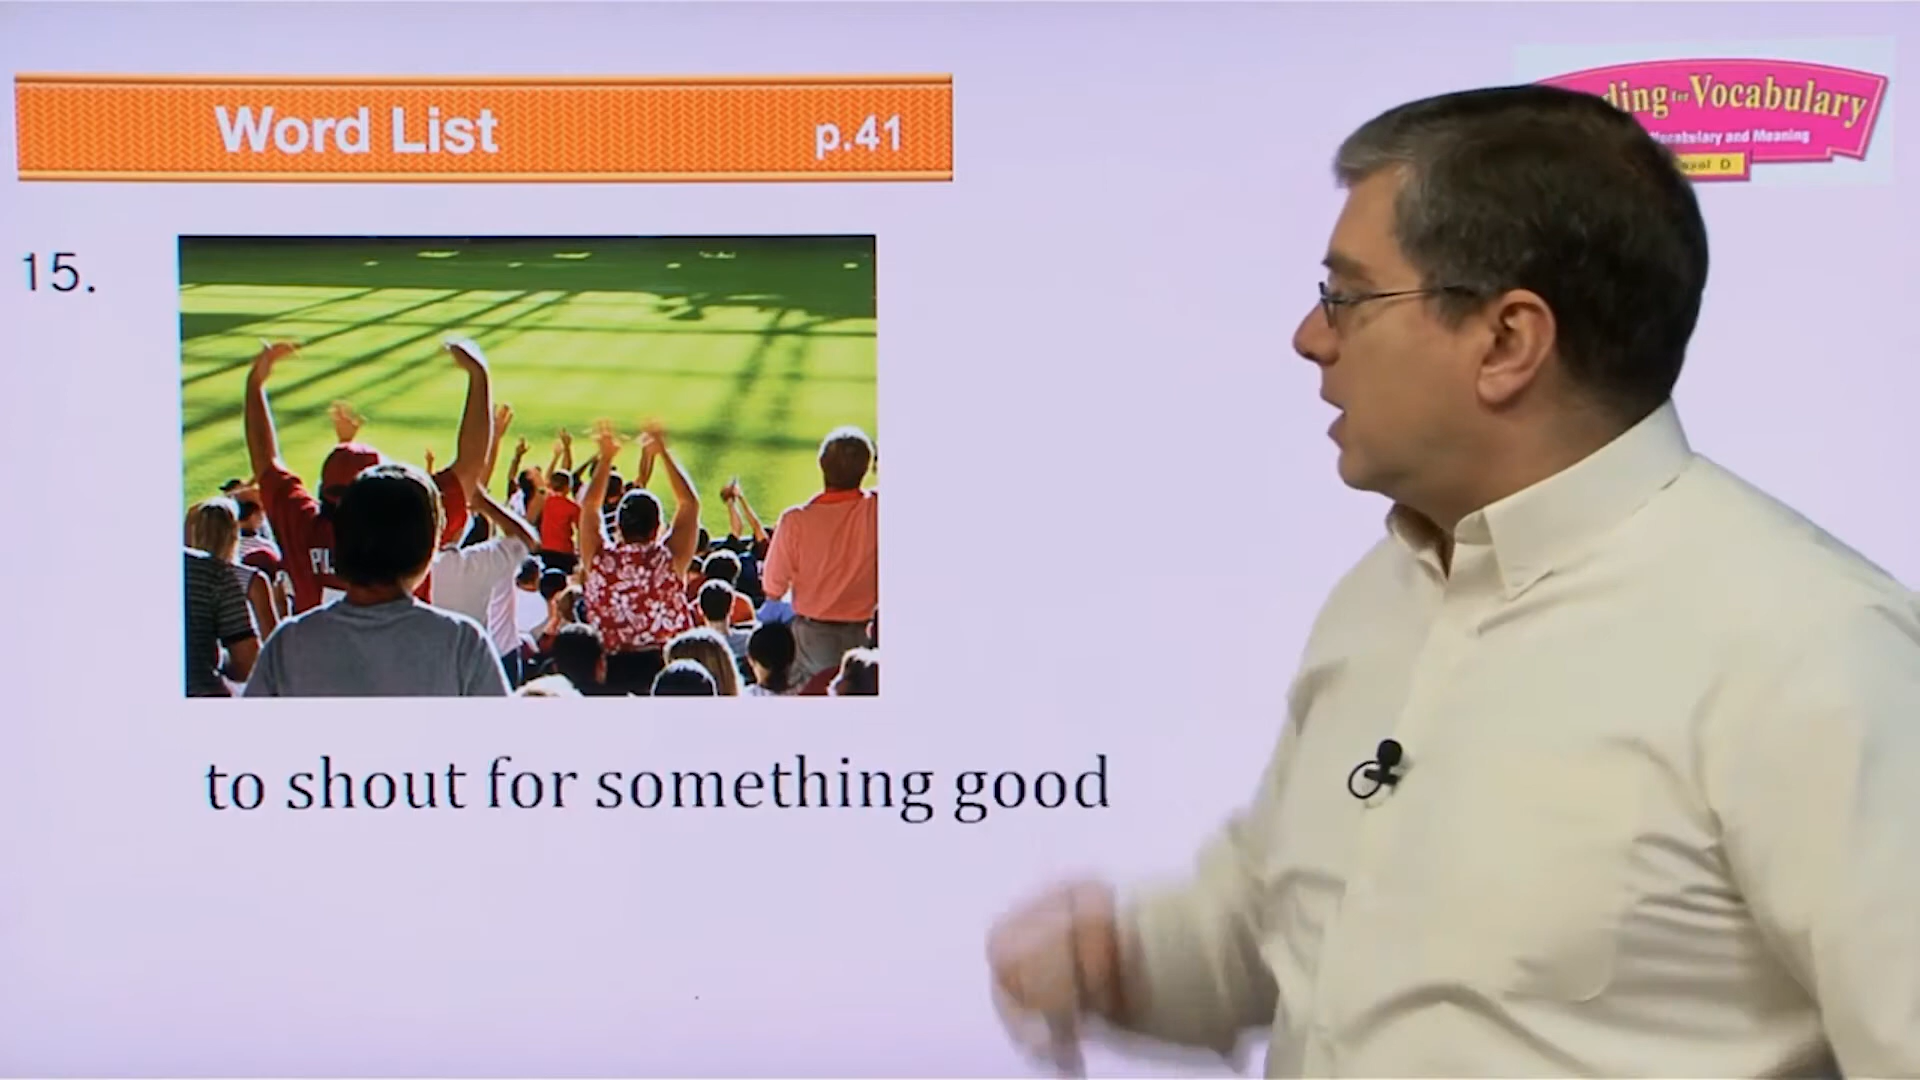 Word List p.41
15.
to shout for something good
Vocabulary
Vocabulary and Meaning
D